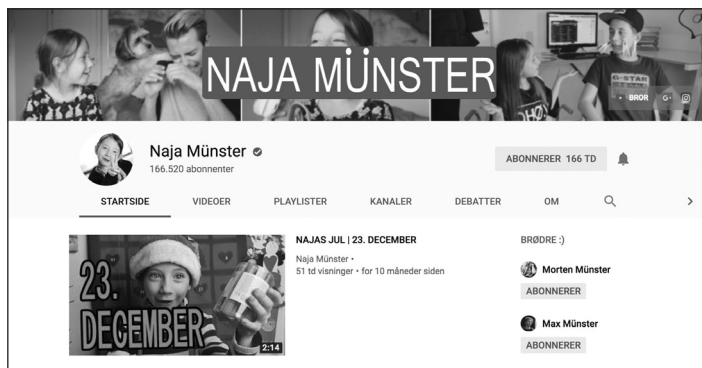 NAJA MÜNSTER
G-STAR
BROR
G+
Naja Münster
166.520 abonnenter
ABONNERER 166 TD
STARTSIDE VIDEOER PLAYLISTER KANALER DEBATTER OM
23.
DECEMBER
2:14
NAJAS JUL | 23. DECEMBER
Naja Münster •
51 td visninger • for 10 måneder siden
BRØDRE :)
Morten Münster
ABONNERER
Max Münster
ABONNERER